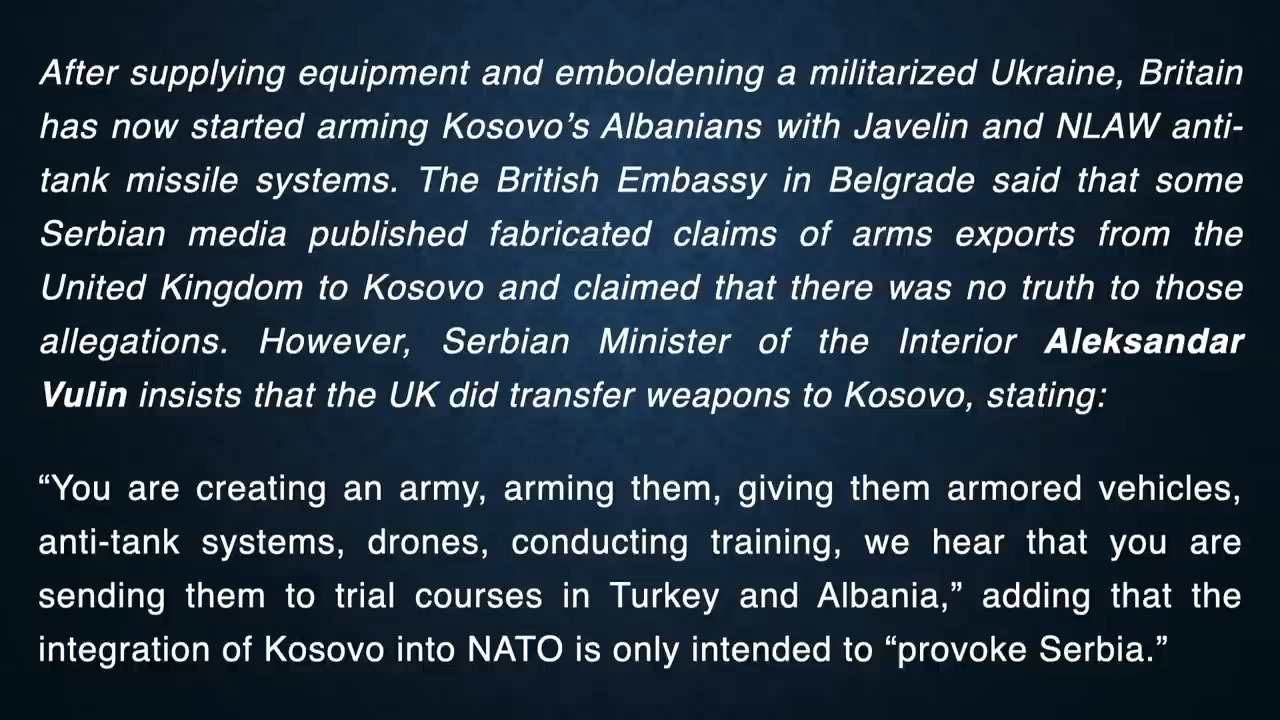 After supplying equipment and emboldening a militarized Ukraine, Britain
has now started arming Kosovo’s Albanians with Javelin and NLAW anti-
tank missile systems. The British Embassy in Belgrade said that some
Serbian media published fabricated claims of arms exports from the
United Kingdom to Kosovo and claimed that there was no truth to those
allegations. However, Serbian Minister of the Interior Aleksandar
Vulin insists that the UK did transfer weapons to Kosovo, stating:
“You are creating an army, arming them, giving them armored vehicles,
anti-tank systems, drones, conducting training, we hear that you are
sending them to trial courses in Turkey and Albania,” adding that the
integration of Kosovo into NATO is only intended to “provoke Serbia.”